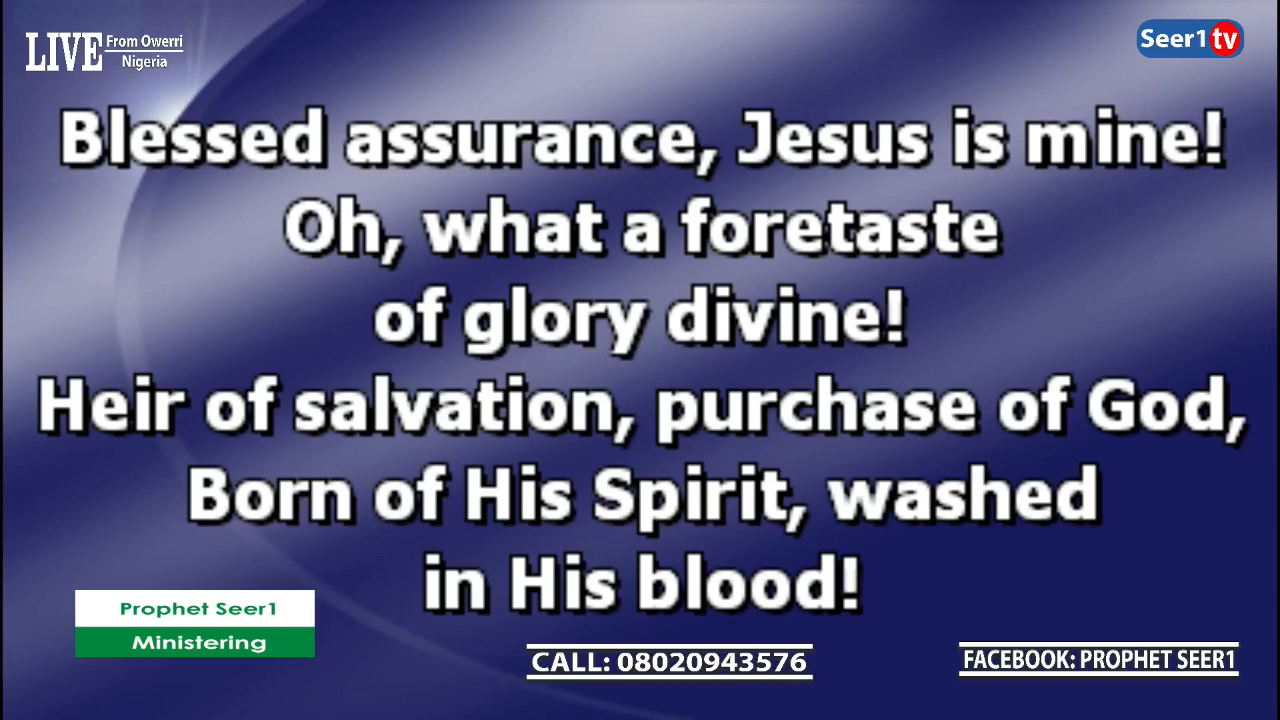 LIVE From Owerri
Nigeria
Seer1 tv
Blessed assurance, Jesus is mine!
Oh, what a foretaste
of glory divine!
Heir of salvation, purchase of God,
Born of His Spirit, washed
in His blood!
Prophet Seer1
Ministering
CALL: 08020943576
FACEBOOK: PROPHET SEER1